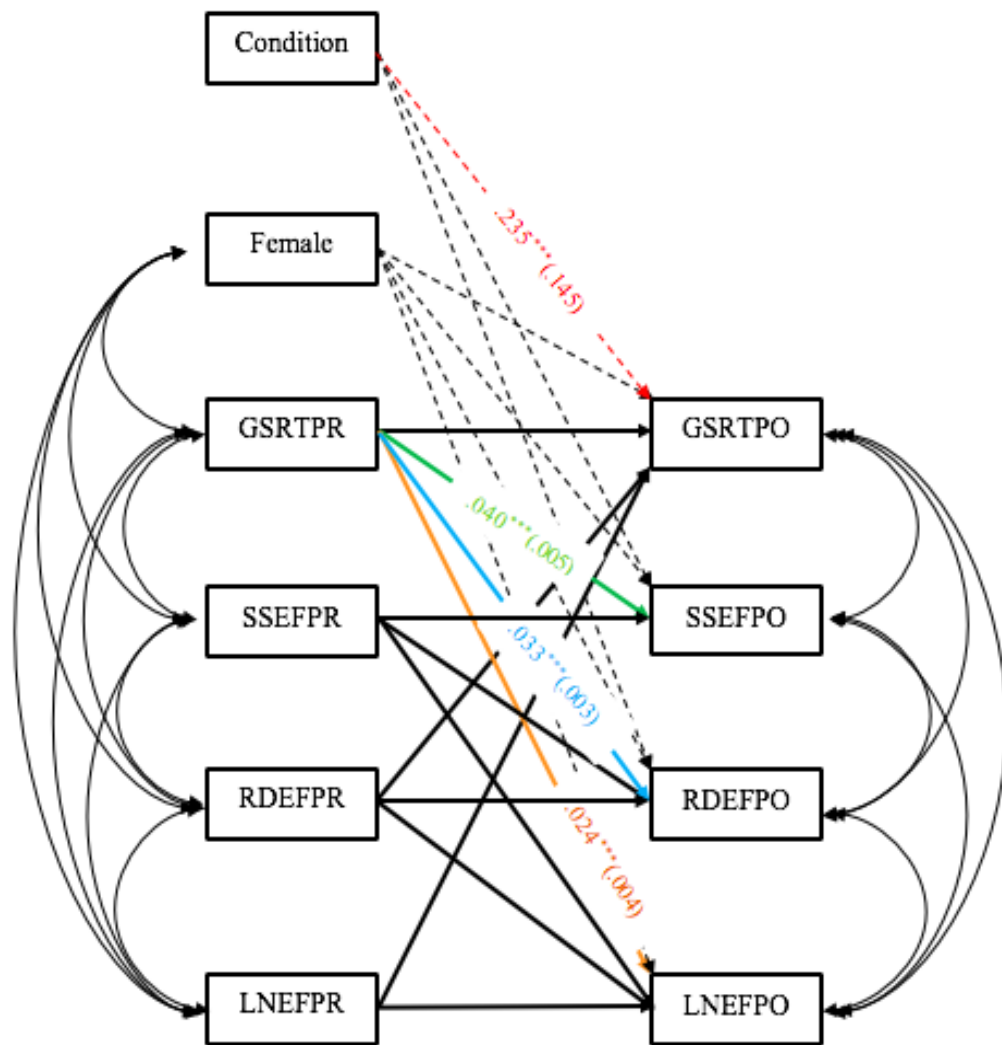 Condition
.235***(.145)
Female
GSRTPR
GSRTPO
.040***(.005)
SSEFPR
SSEFPO
.033***(.003)
RDEFPR
RDEFPO
.024***(.004)
LNEFPR
LNEFPO